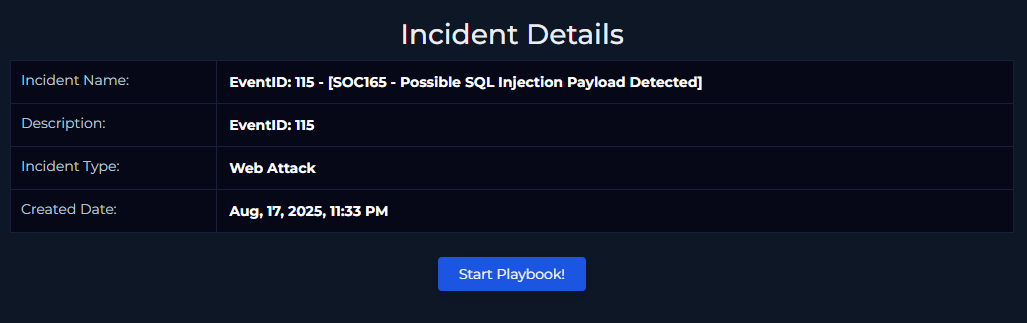 Incident Details
Incident Name: EventID: 115 - [SOC165 - Possible SQL Injection Payload Detected]
Description: EventID: 115
Incident Type: Web Attack
Created Date: Aug, 17, 2025, 11:33 PM
Start Playbook!